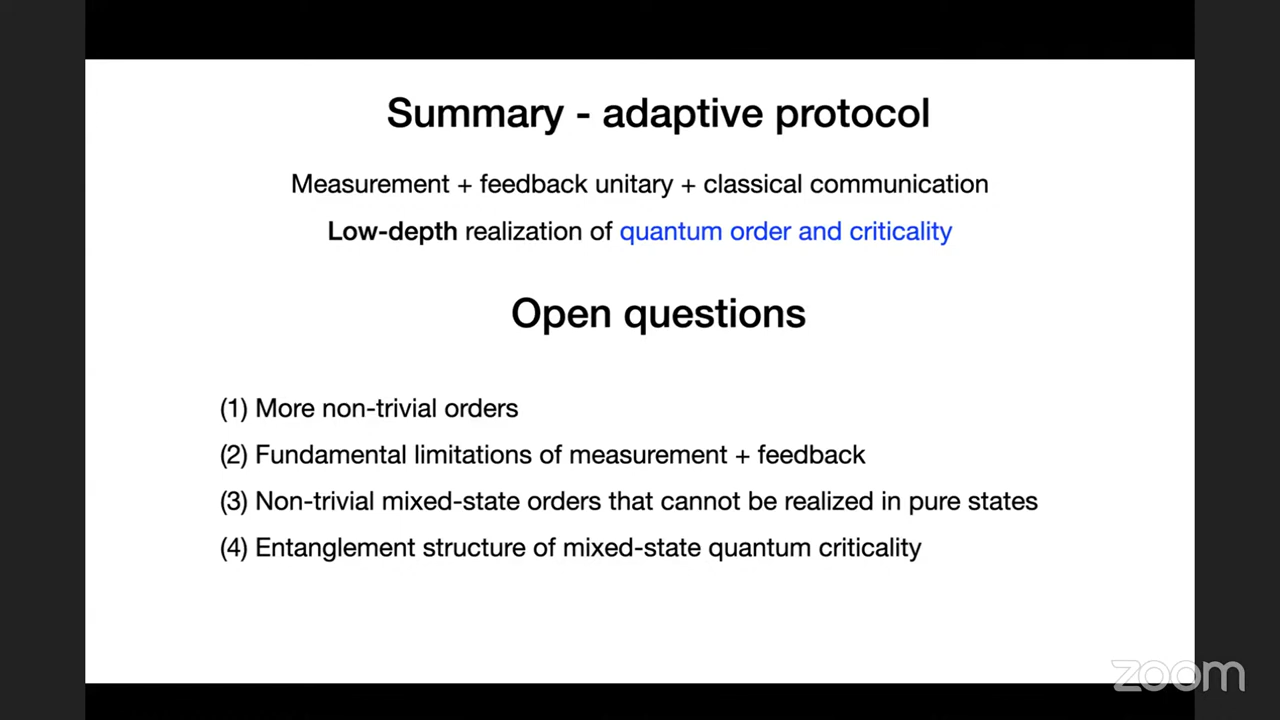 Summary - adaptive protocol
Measurement + feedback unitary + classical communication
Low-depth realization of quantum order and criticality
Open questions
(1) More non-trivial orders
(2) Fundamental limitations of measurement + feedback
(3) Non-trivial mixed-state orders that cannot be realized in pure states
(4) Entanglement structure of mixed-state quantum criticality
zoom